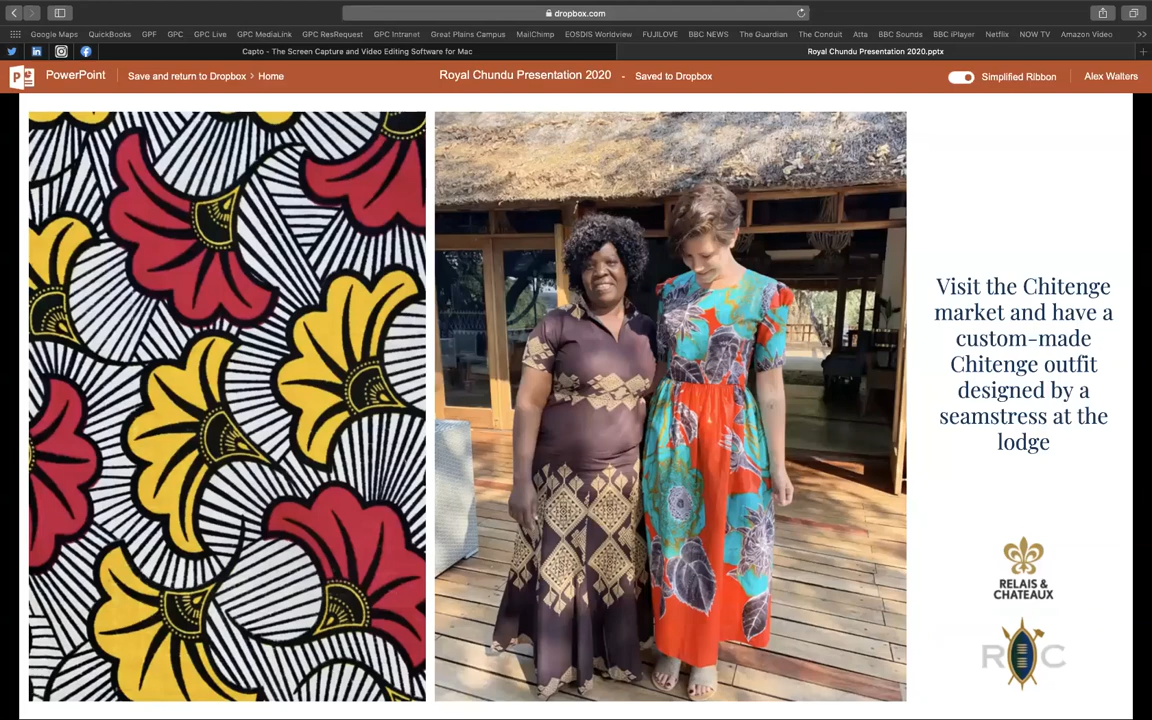 dropbox.com
Google Maps QuickBooks GPF GPC GPC Live GPC MediaLink GPC ResRequest GPC Intranet Great Plains Campus MailChimp EOSDIS Worldview FUJILOVE BBC NEWS The Guardian The Conduit Atta BBC Sounds BBC iPlayer Netflix NOW TV Amazon Video
Capto - The Screen Capture and Video Editing Software for Mac
Royal Chundu Presentation 2020.pptx
PowerPoint
Save and return to Dropbox > Home
Royal Chundu Presentation 2020 - Saved to Dropbox
Simplified Ribbon
Alex Walters
Visit the Chitenge
market and have a
custom-made
Chitenge outfit
designed by a
seamstress at the
lodge
RELAIS &
CHATEAUX
R C